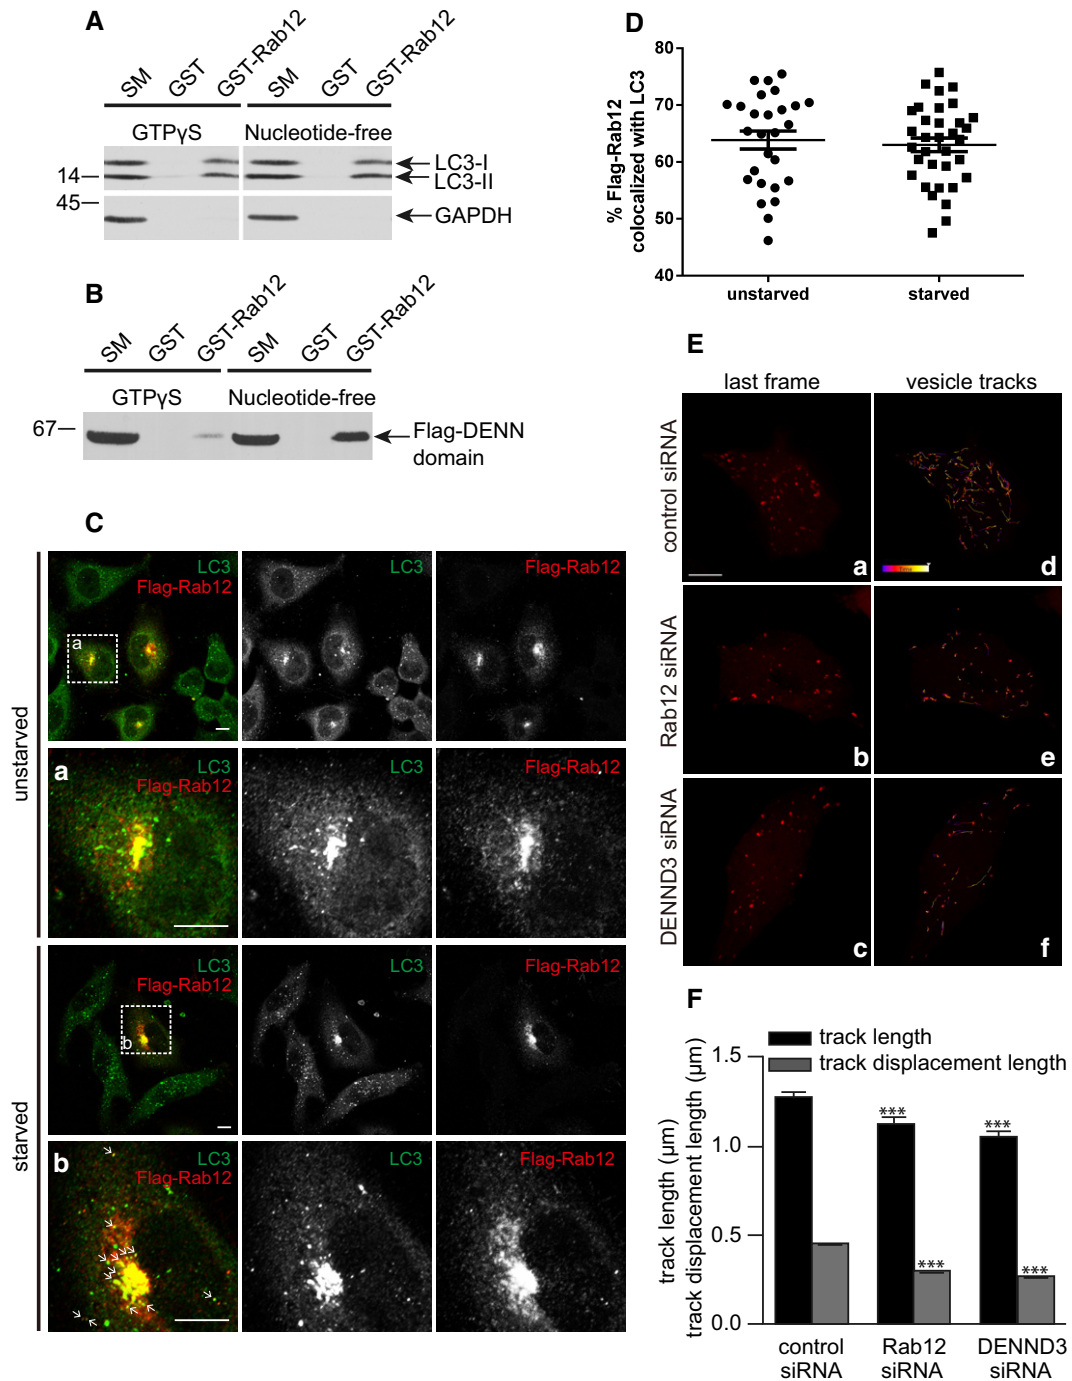 A
SM GST GST-Rab12 SM GST GST-Rab12
GTPγS Nucleotide-free
LC3-I
14 LC3-II
45
GAPDH
B
SM GST GST-Rab12 SM GST GST-Rab12
GTPγS Nucleotide-free
67 Flag-DENN
domain
C
unstarved
LC3 LC3 Flag-Rab12
Flag-Rab12
a
a LC3 LC3 Flag-Rab12
Flag-Rab12
starved
LC3 LC3 Flag-Rab12
Flag-Rab12
b
b LC3 LC3 Flag-Rab12
Flag-Rab12
D
% Flag-Rab12
colocalized with LC3
80
70
60
50
40
unstarved starved
E
last frame vesicle tracks
control siRNA
a d
Time
Rab12 siRNA
b e
DENND3 siRNA
c f
F
track length
track displacement length (µm)
track length (µm)
track displacement length (µm)
1.5
1.0
0.5
0.0
*** ***
*** ***
control Rab12 DENND3
siRNA siRNA siRNA